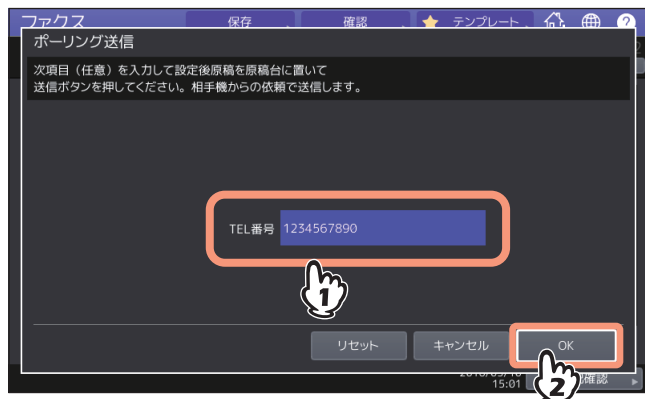 ファクス 保存 確認 テンプレート ?
ポーリング送信
次項目（任意）を入力して設定後原稿を原稿台に置いて
送信ボタンを押してください。相手機からの依頼で送信します。
TEL番号 1234567890
1
リセット キャンセル OK
15:01 確認
2